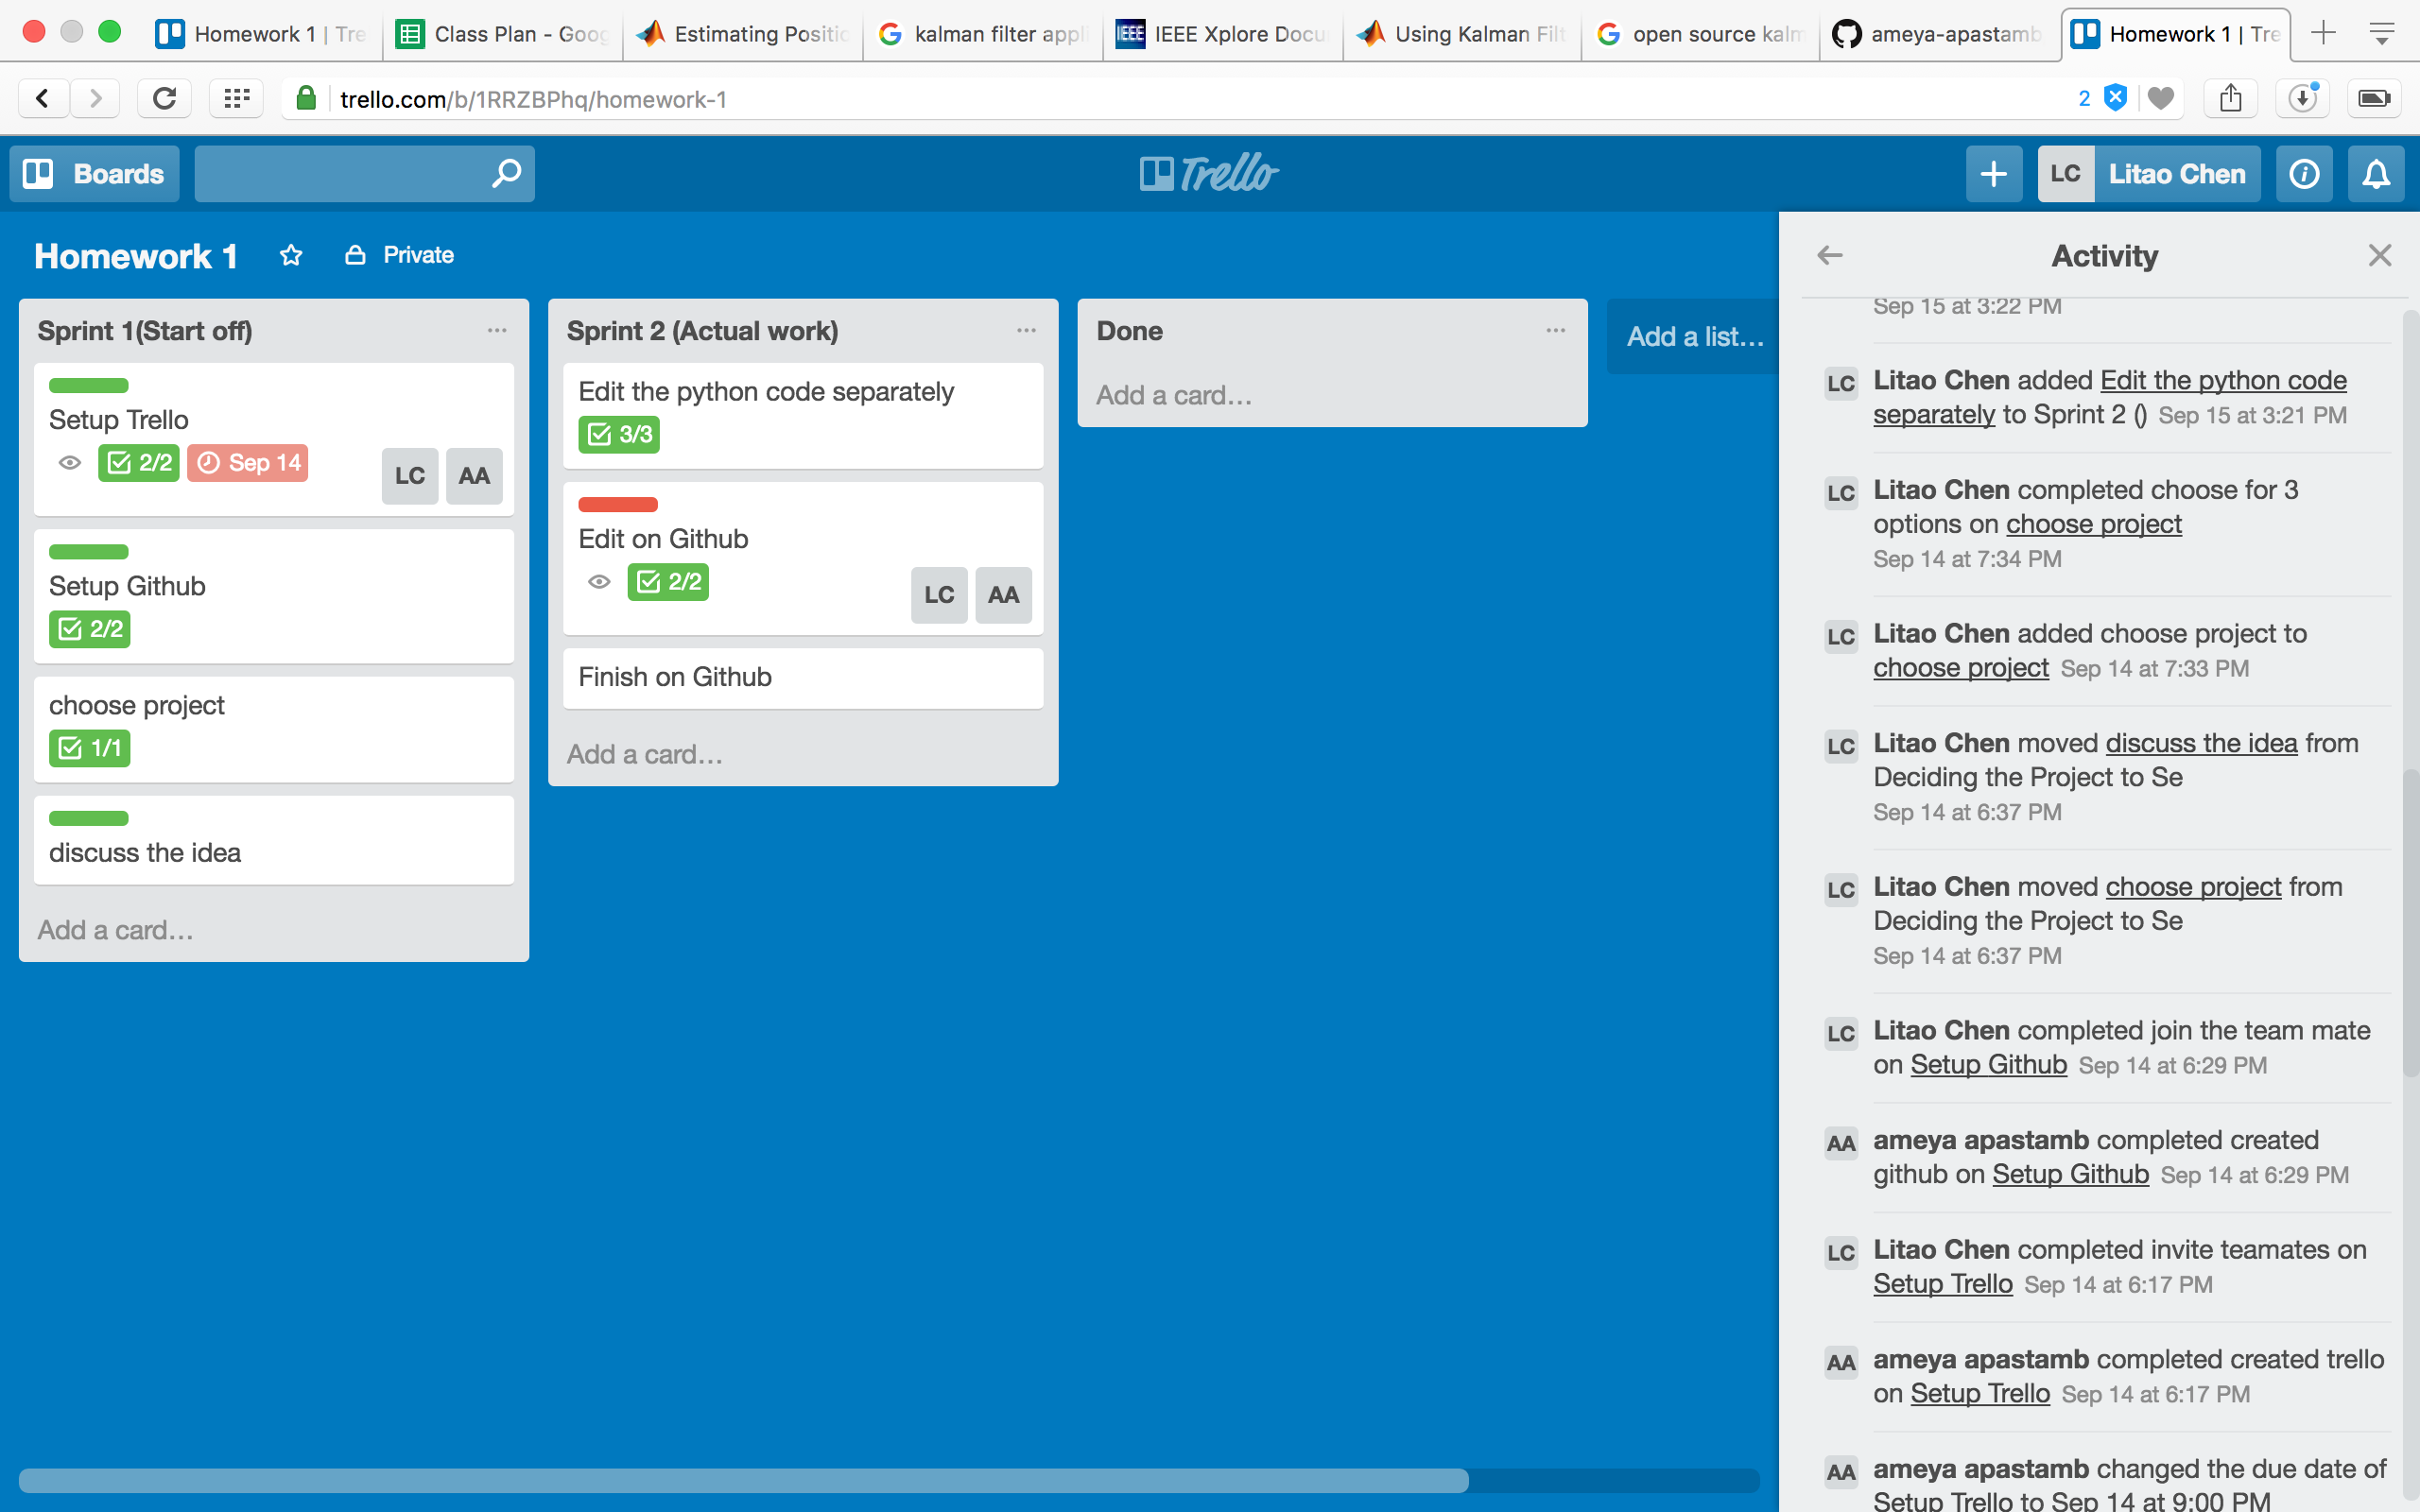 Homework 1 | Tre
Class Plan - Goog
Estimating Positio
kalman filter appli
IEEE Xplore Docu
Using Kalman Filt
open source kalm
ameya-apastamb
Homework 1 | Tre
trello.com/b/1RRZBPhq/homework-1
2
Boards
Trello
LC
Litao Chen
Homework 1
Private
Sprint 1(Start off)
Setup Trello
2/2
Sep 14
LC
AA
Setup Github
2/2
choose project
1/1
discuss the idea
Add a card...
Sprint 2 (Actual work)
Edit the python code separately
3/3
Edit on Github
2/2
LC
AA
Finish on Github
Add a card...
Done
Add a card...
Add a list...
Activity
Sep 15 at 3:22 PM
LC
Litao Chen added Edit the python code
separately to Sprint 2 () Sep 15 at 3:21 PM
LC
Litao Chen completed choose for 3
options on choose project
Sep 14 at 7:34 PM
LC
Litao Chen added choose project to
choose project Sep 14 at 7:33 PM
LC
Litao Chen moved discuss the idea from
Deciding the Project to Se
Sep 14 at 6:37 PM
LC
Litao Chen moved choose project from
Deciding the Project to Se
Sep 14 at 6:37 PM
LC
Litao Chen completed join the team mate
on Setup Github Sep 14 at 6:29 PM
AA
ameya apastamb completed created
github on Setup Github Sep 14 at 6:29 PM
LC
Litao Chen completed invite teamates on
Setup Trello Sep 14 at 6:17 PM
AA
ameya apastamb completed created trello
on Setup Trello Sep 14 at 6:17 PM
AA
ameya apastamb changed the due date of
Setup Trello to Sep 14 at 9:00 PM